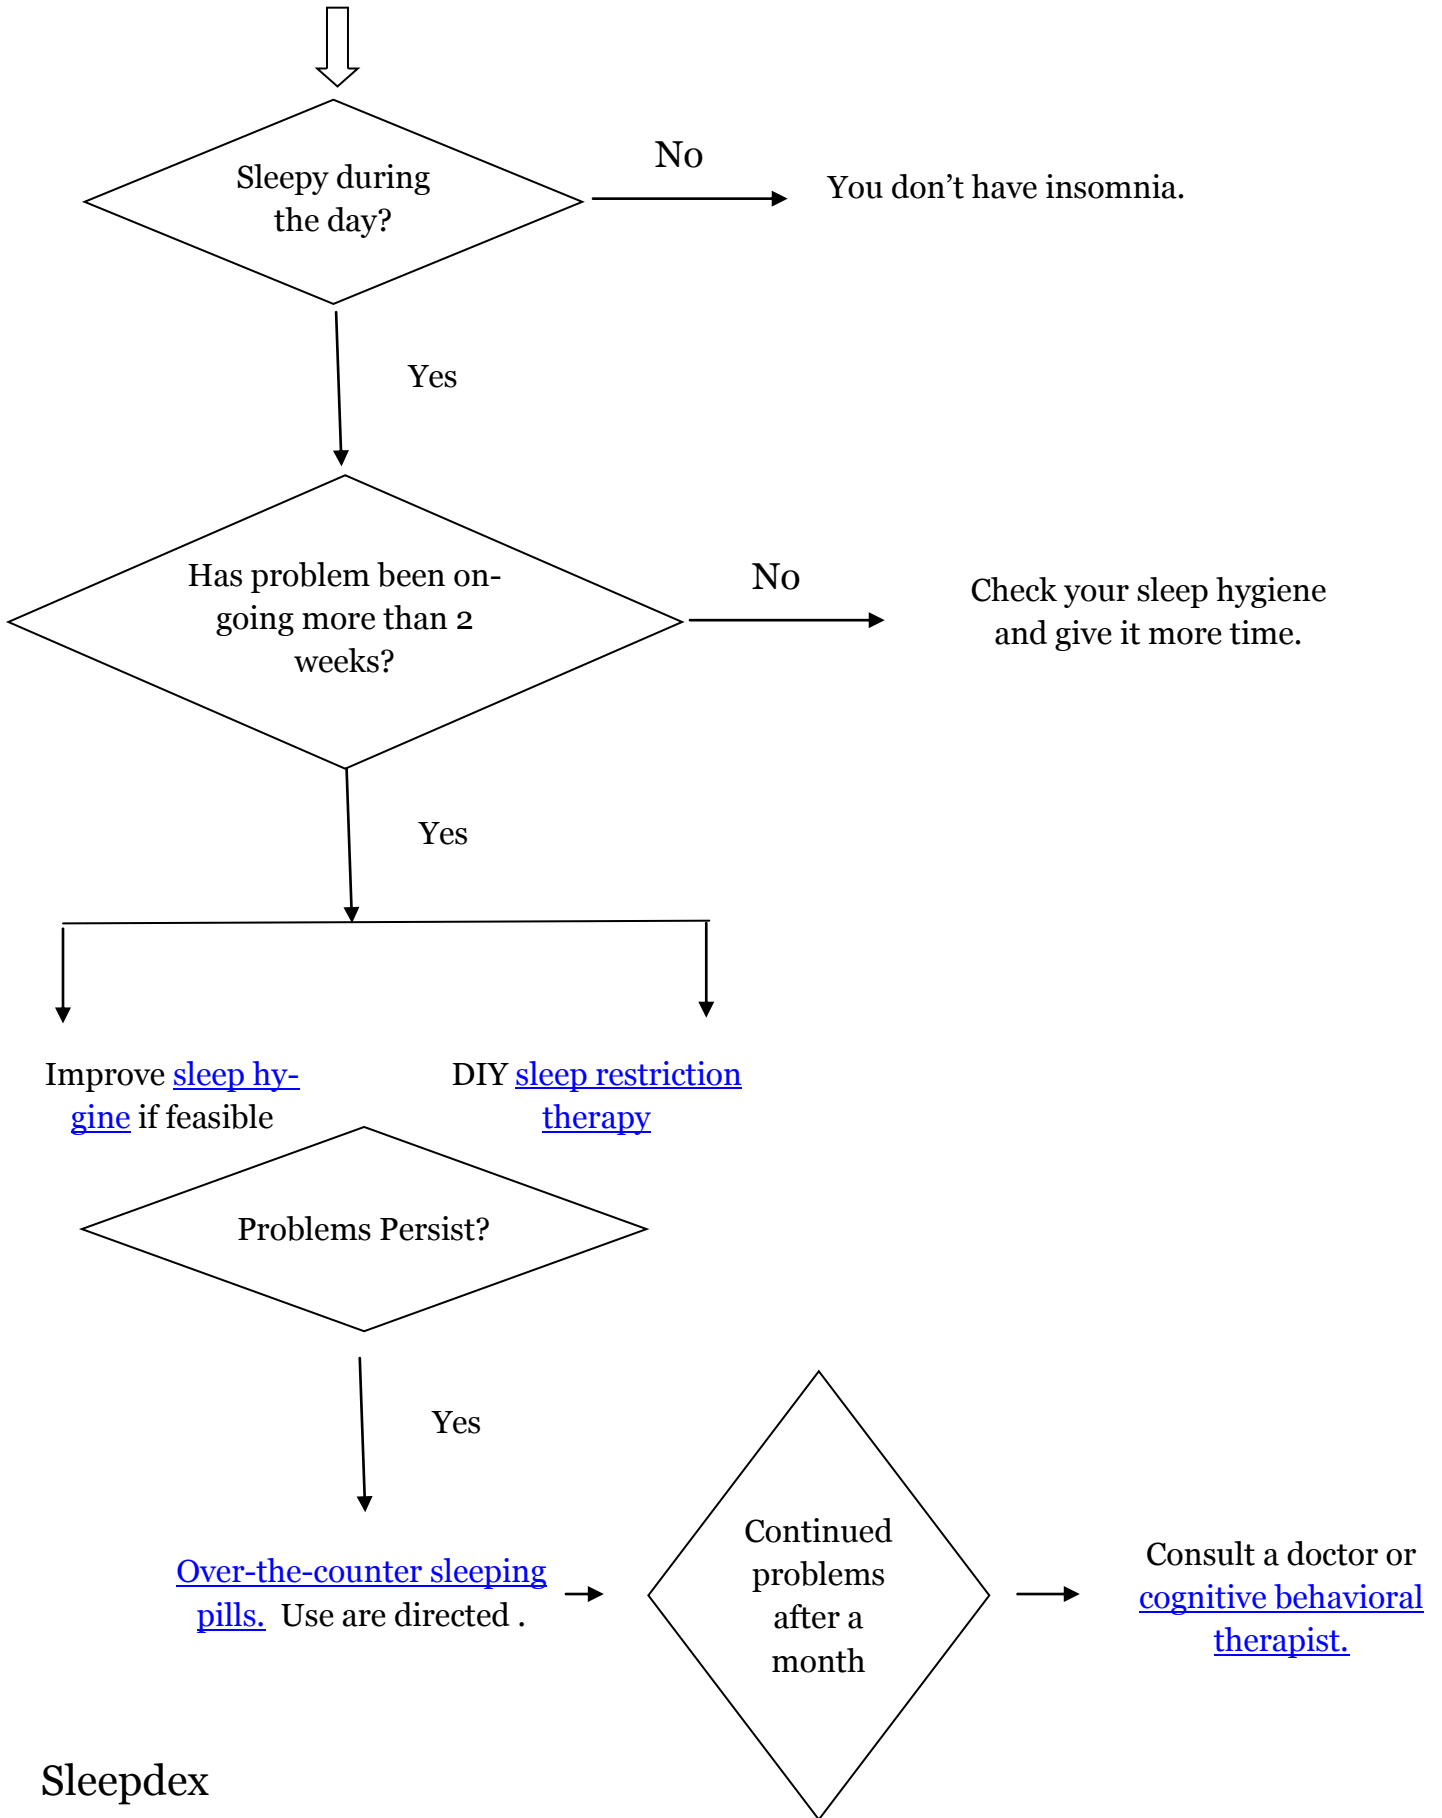 Sleepy during
the day?
No
You don’t have insomnia.
Yes
Has problem been on-
going more than 2
weeks?
No
Check your sleep hygiene
and give it more time.
Yes
Improve sleep hy-
gine if feasible
DIY sleep restriction
therapy
Problems Persist?
Yes
Over-the-counter sleeping
pills.  Use are directed .
Continued
problems
after a
month
Consult a doctor or
cognitive behavioral
therapist.
Sleepdex